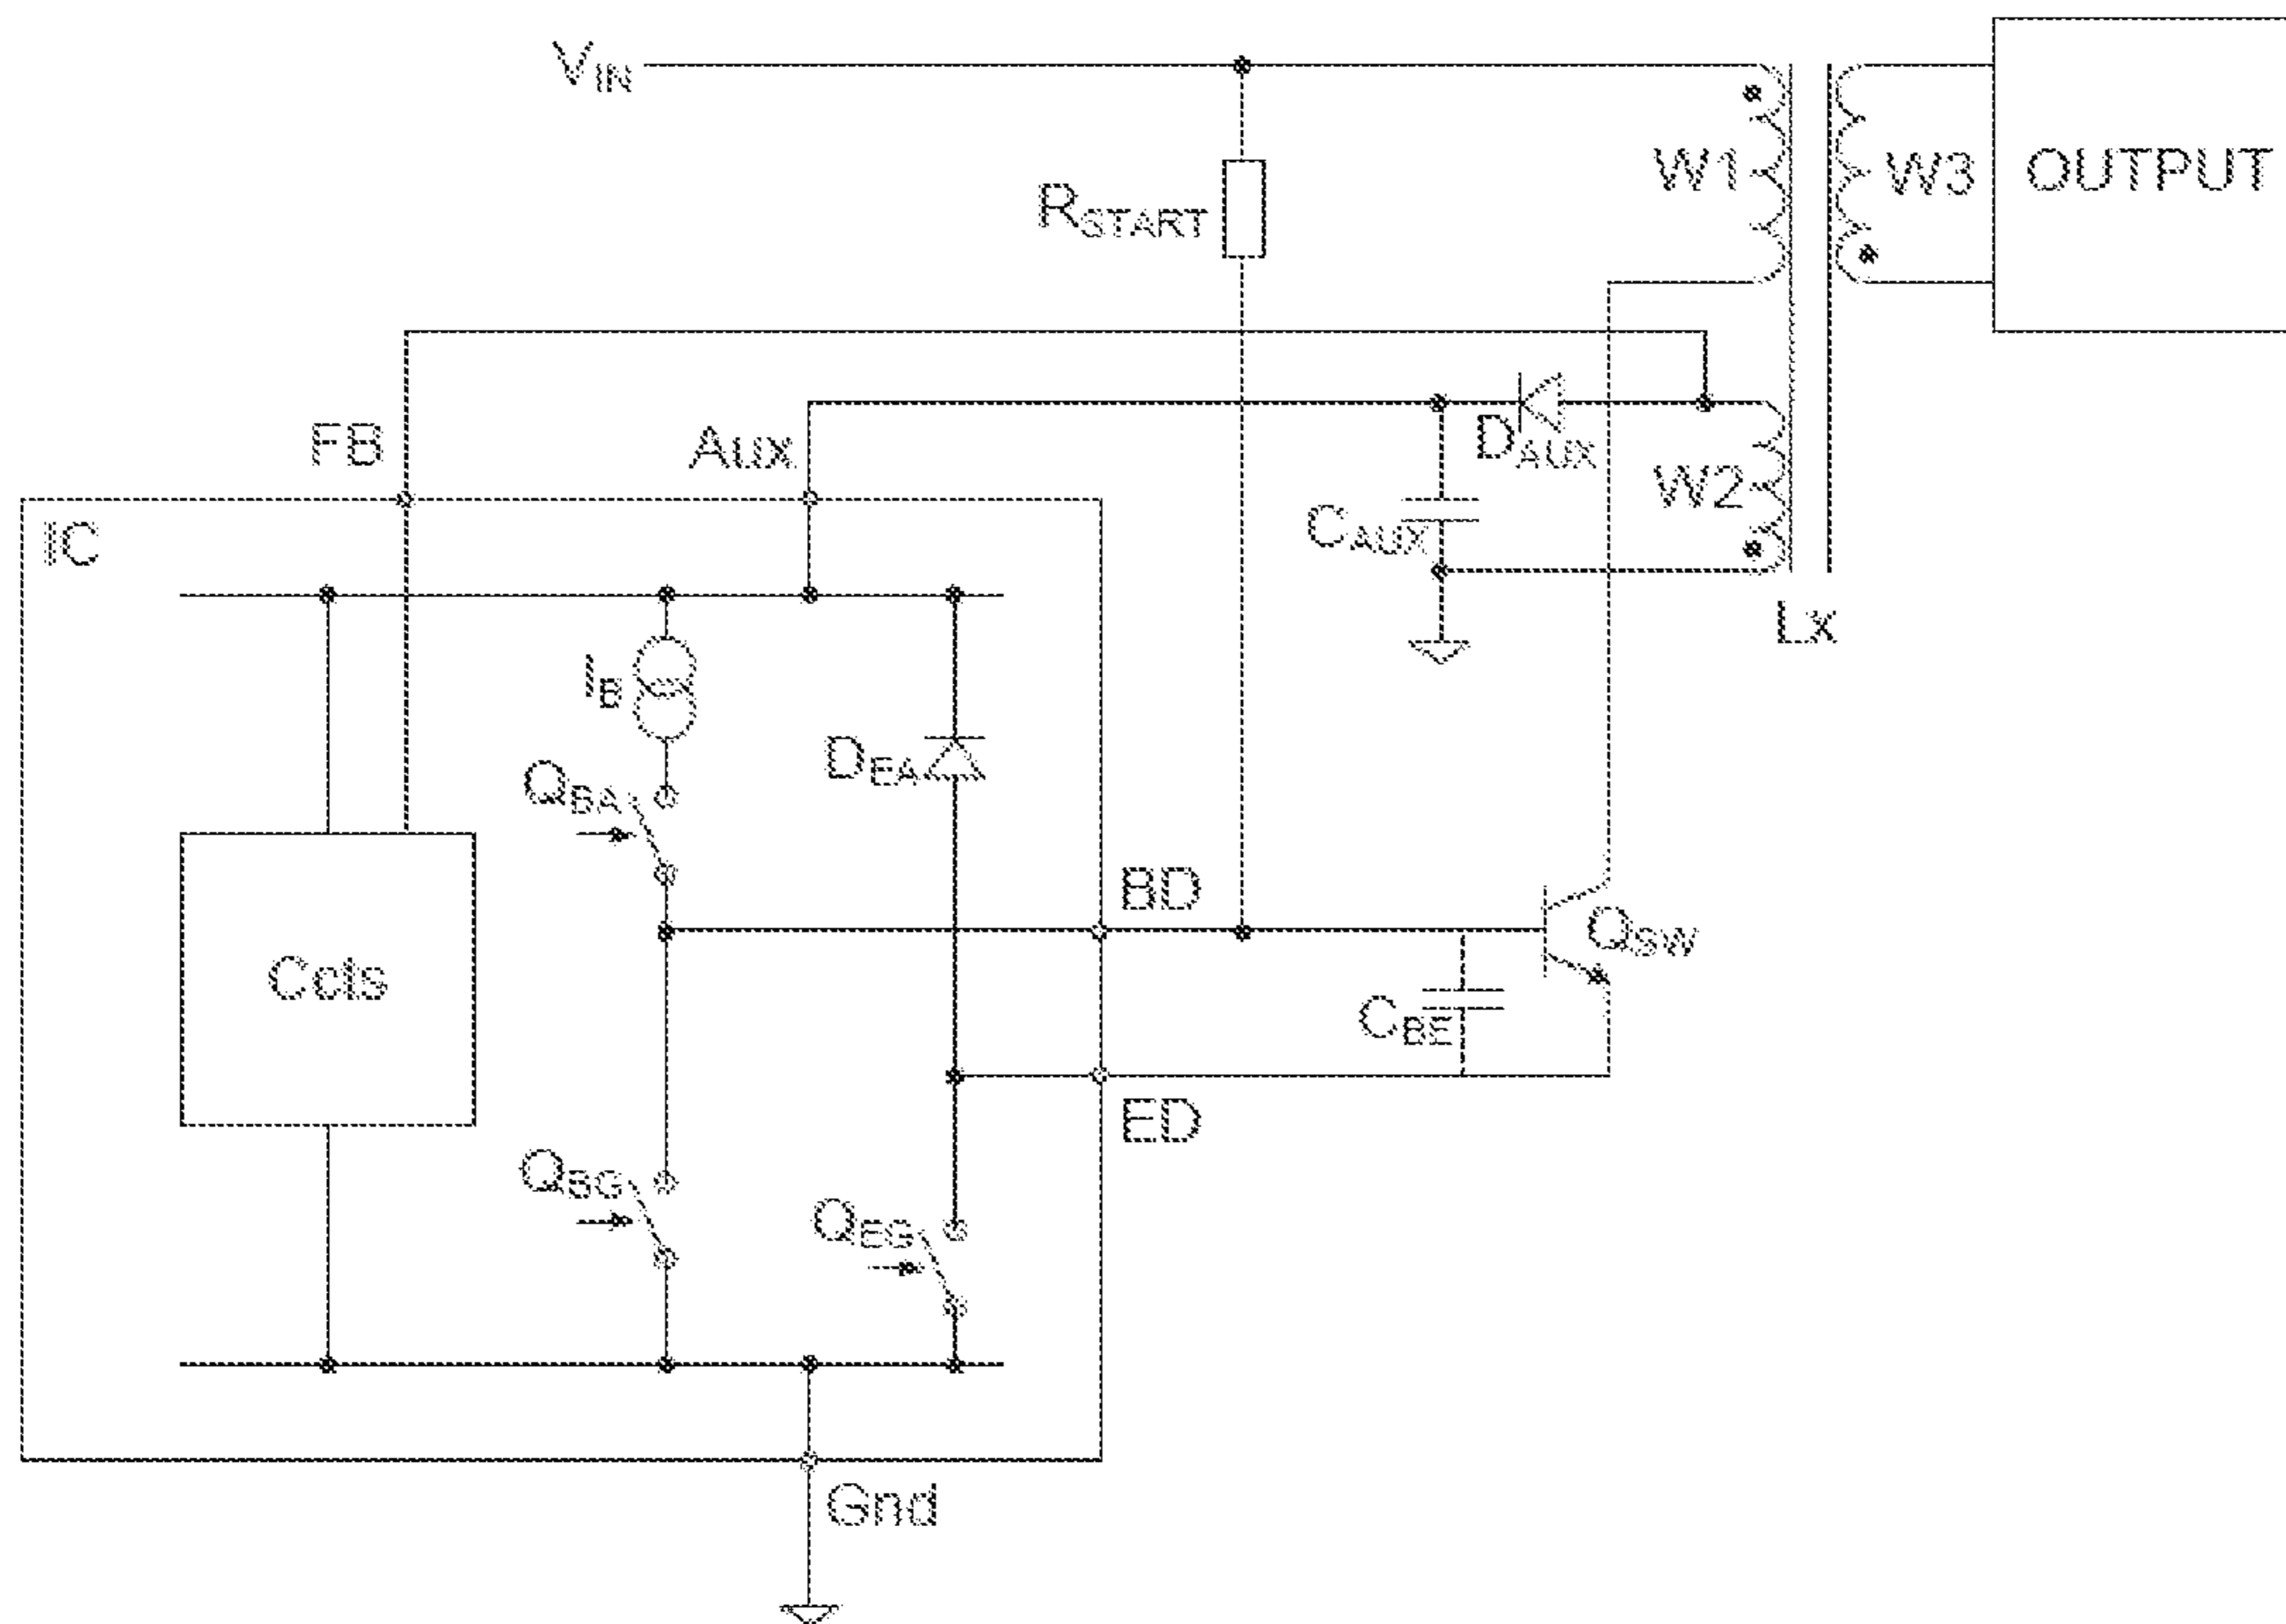 VIN
W1
W3
OUTPUT
RSTART
FB
Aux
DAUX
W2
CAUX
IC
Lx
IB
QBA
DEA
BD
QSW
Ccts
CBE
ED
QBG
QEG
Gnd